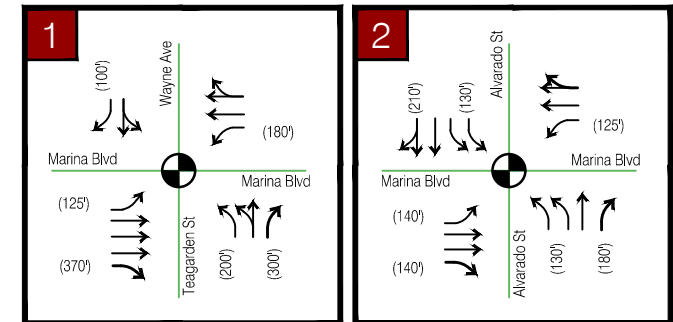 1
Wayne Ave
(100')
(180')
Marina Blvd
Marina Blvd
(125')
(370')
Teagarden St
(200')
(300')
2
Alvarado St
(210')
(130')
(125')
Marina Blvd
Marina Blvd
(140')
(140')
Alvarado St
(130')
(180')